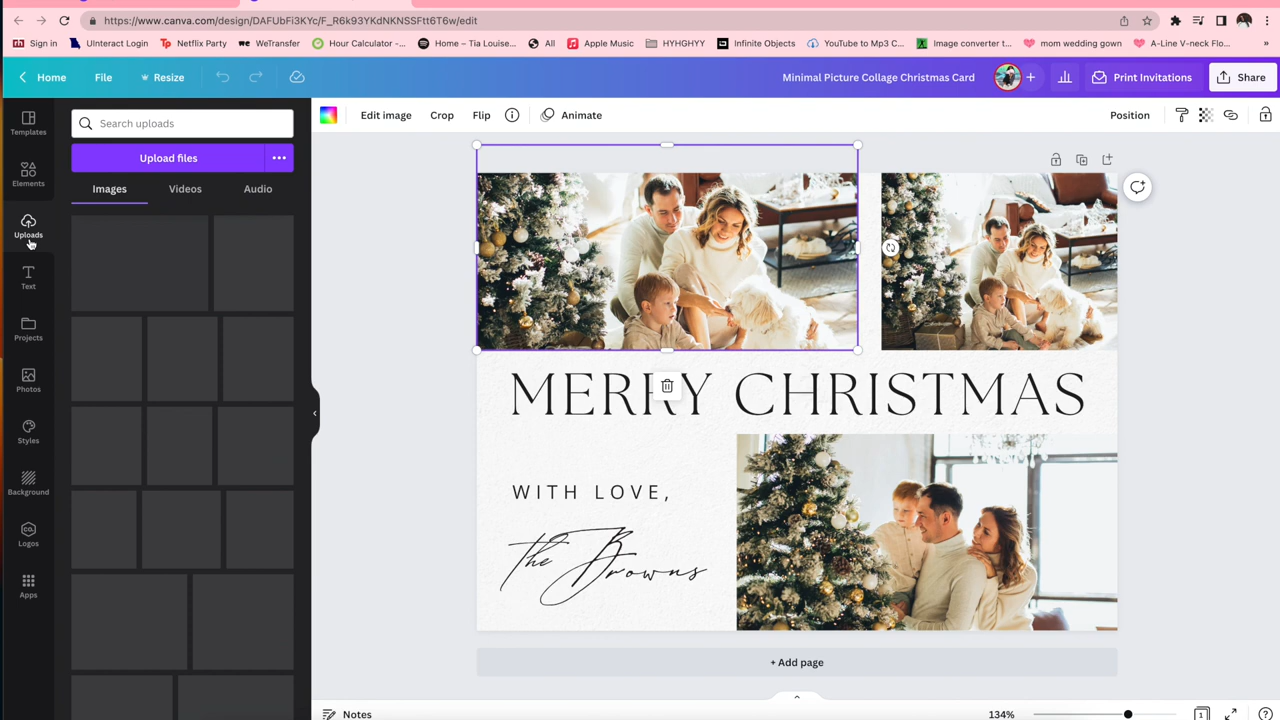 https://www.canva.com/design/DAFUbFi3KYc/F_R6k93YKdNKNSSFtt6T6w/edit
Sign in
UInteract Login
Netflix Party
WeTransfer
Hour Calculator -...
Home – Tia Louise...
All
Apple Music
HYHGHYY
Infinite Objects
YouTube to Mp3 C...
Image converter t...
mom wedding gown
A-Line V-neck Flo...
»
Home
File
Resize
Minimal Picture Collage Christmas Card
+
Print Invitations
Share
Templates
Elements
Uploads
Text
Projects
Photos
Styles
Background
Logos
Apps
Search uploads
Upload files
Images
Videos
Audio
Edit image
Crop
Flip
Animate
Position
MERRY CHRISTMAS
WITH LOVE,
the Browns
+ Add page
Notes
134%
1